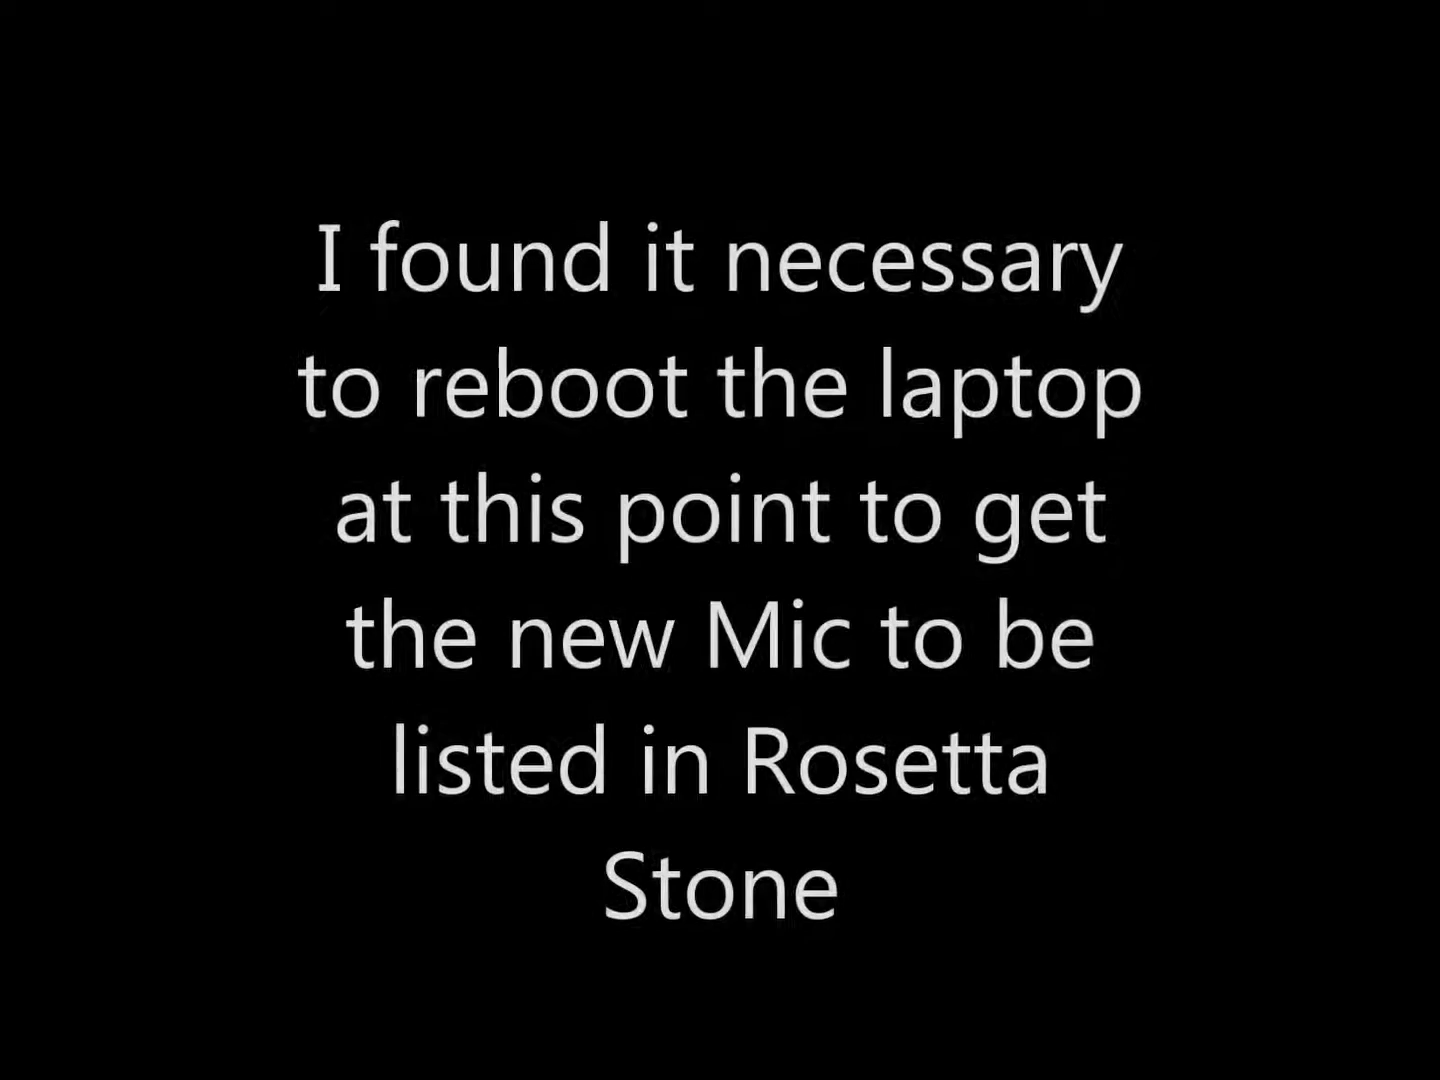 I found it necessary
to reboot the laptop
at this point to get
the new Mic to be
listed in Rosetta
Stone